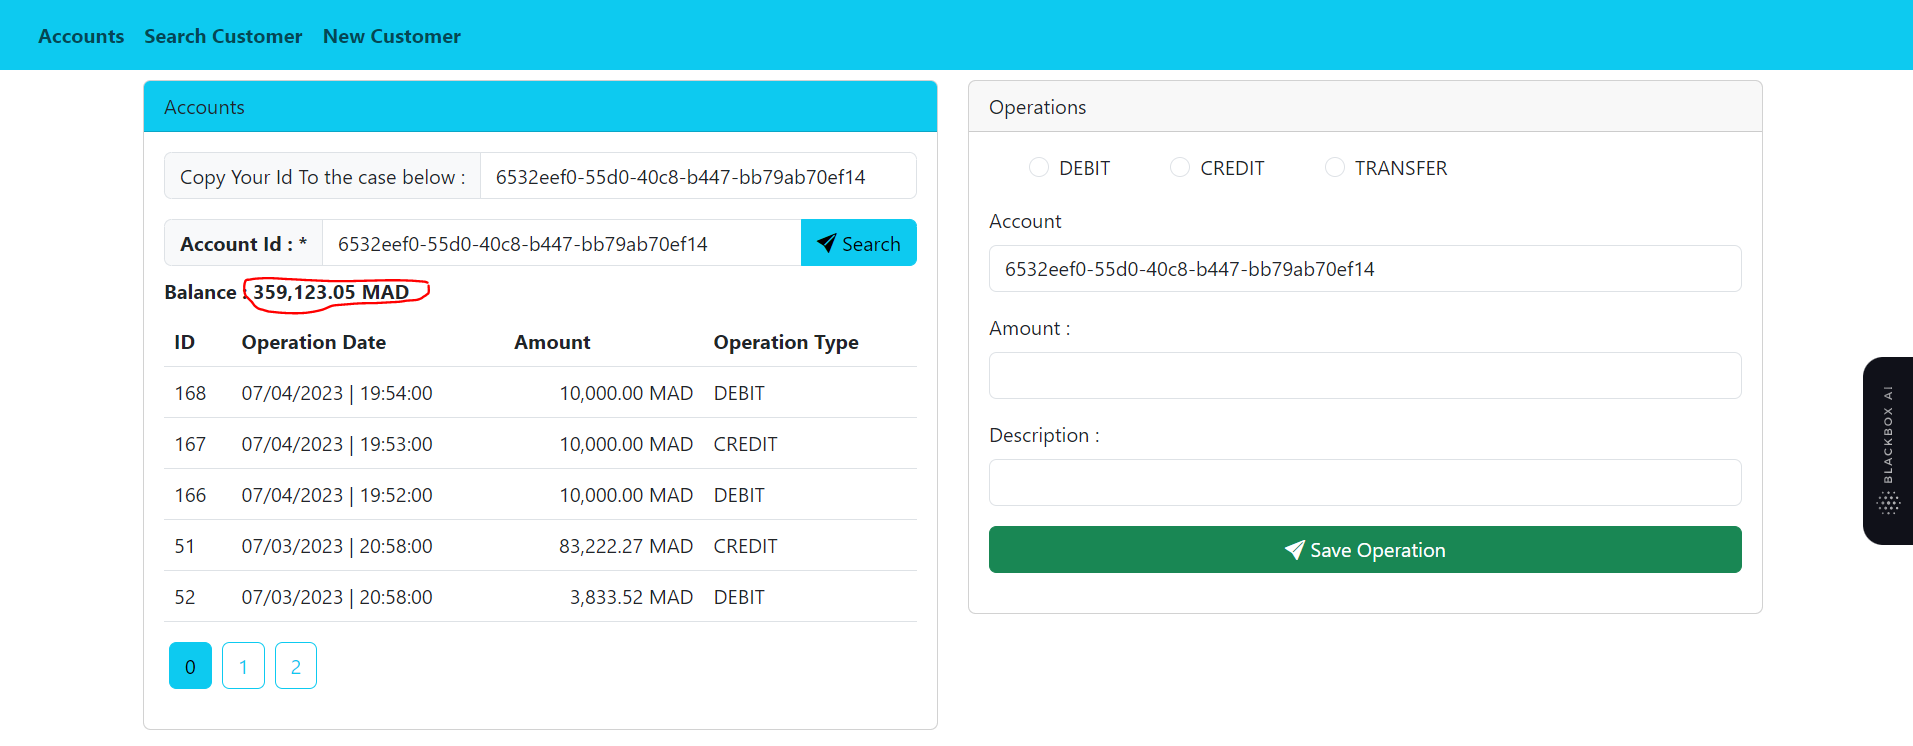 Accounts Search Customer New Customer
Accounts
Copy Your Id To the case below : 6532eef0-55d0-40c8-b447-bb79ab70ef14
Account Id : * 6532eef0-55d0-40c8-b447-bb79ab70ef14 Search
Balance : 359,123.05 MAD
ID Operation Date Amount Operation Type
168 07/04/2023 | 19:54:00 10,000.00 MAD DEBIT
167 07/04/2023 | 19:53:00 10,000.00 MAD CREDIT
166 07/04/2023 | 19:52:00 10,000.00 MAD DEBIT
51 07/03/2023 | 20:58:00 83,222.27 MAD CREDIT
52 07/03/2023 | 20:58:00 3,833.52 MAD DEBIT
0 1 2
Operations
DEBIT CREDIT TRANSFER
Account
6532eef0-55d0-40c8-b447-bb79ab70ef14
Amount :
Description :
Save Operation
BLACKBOX AI